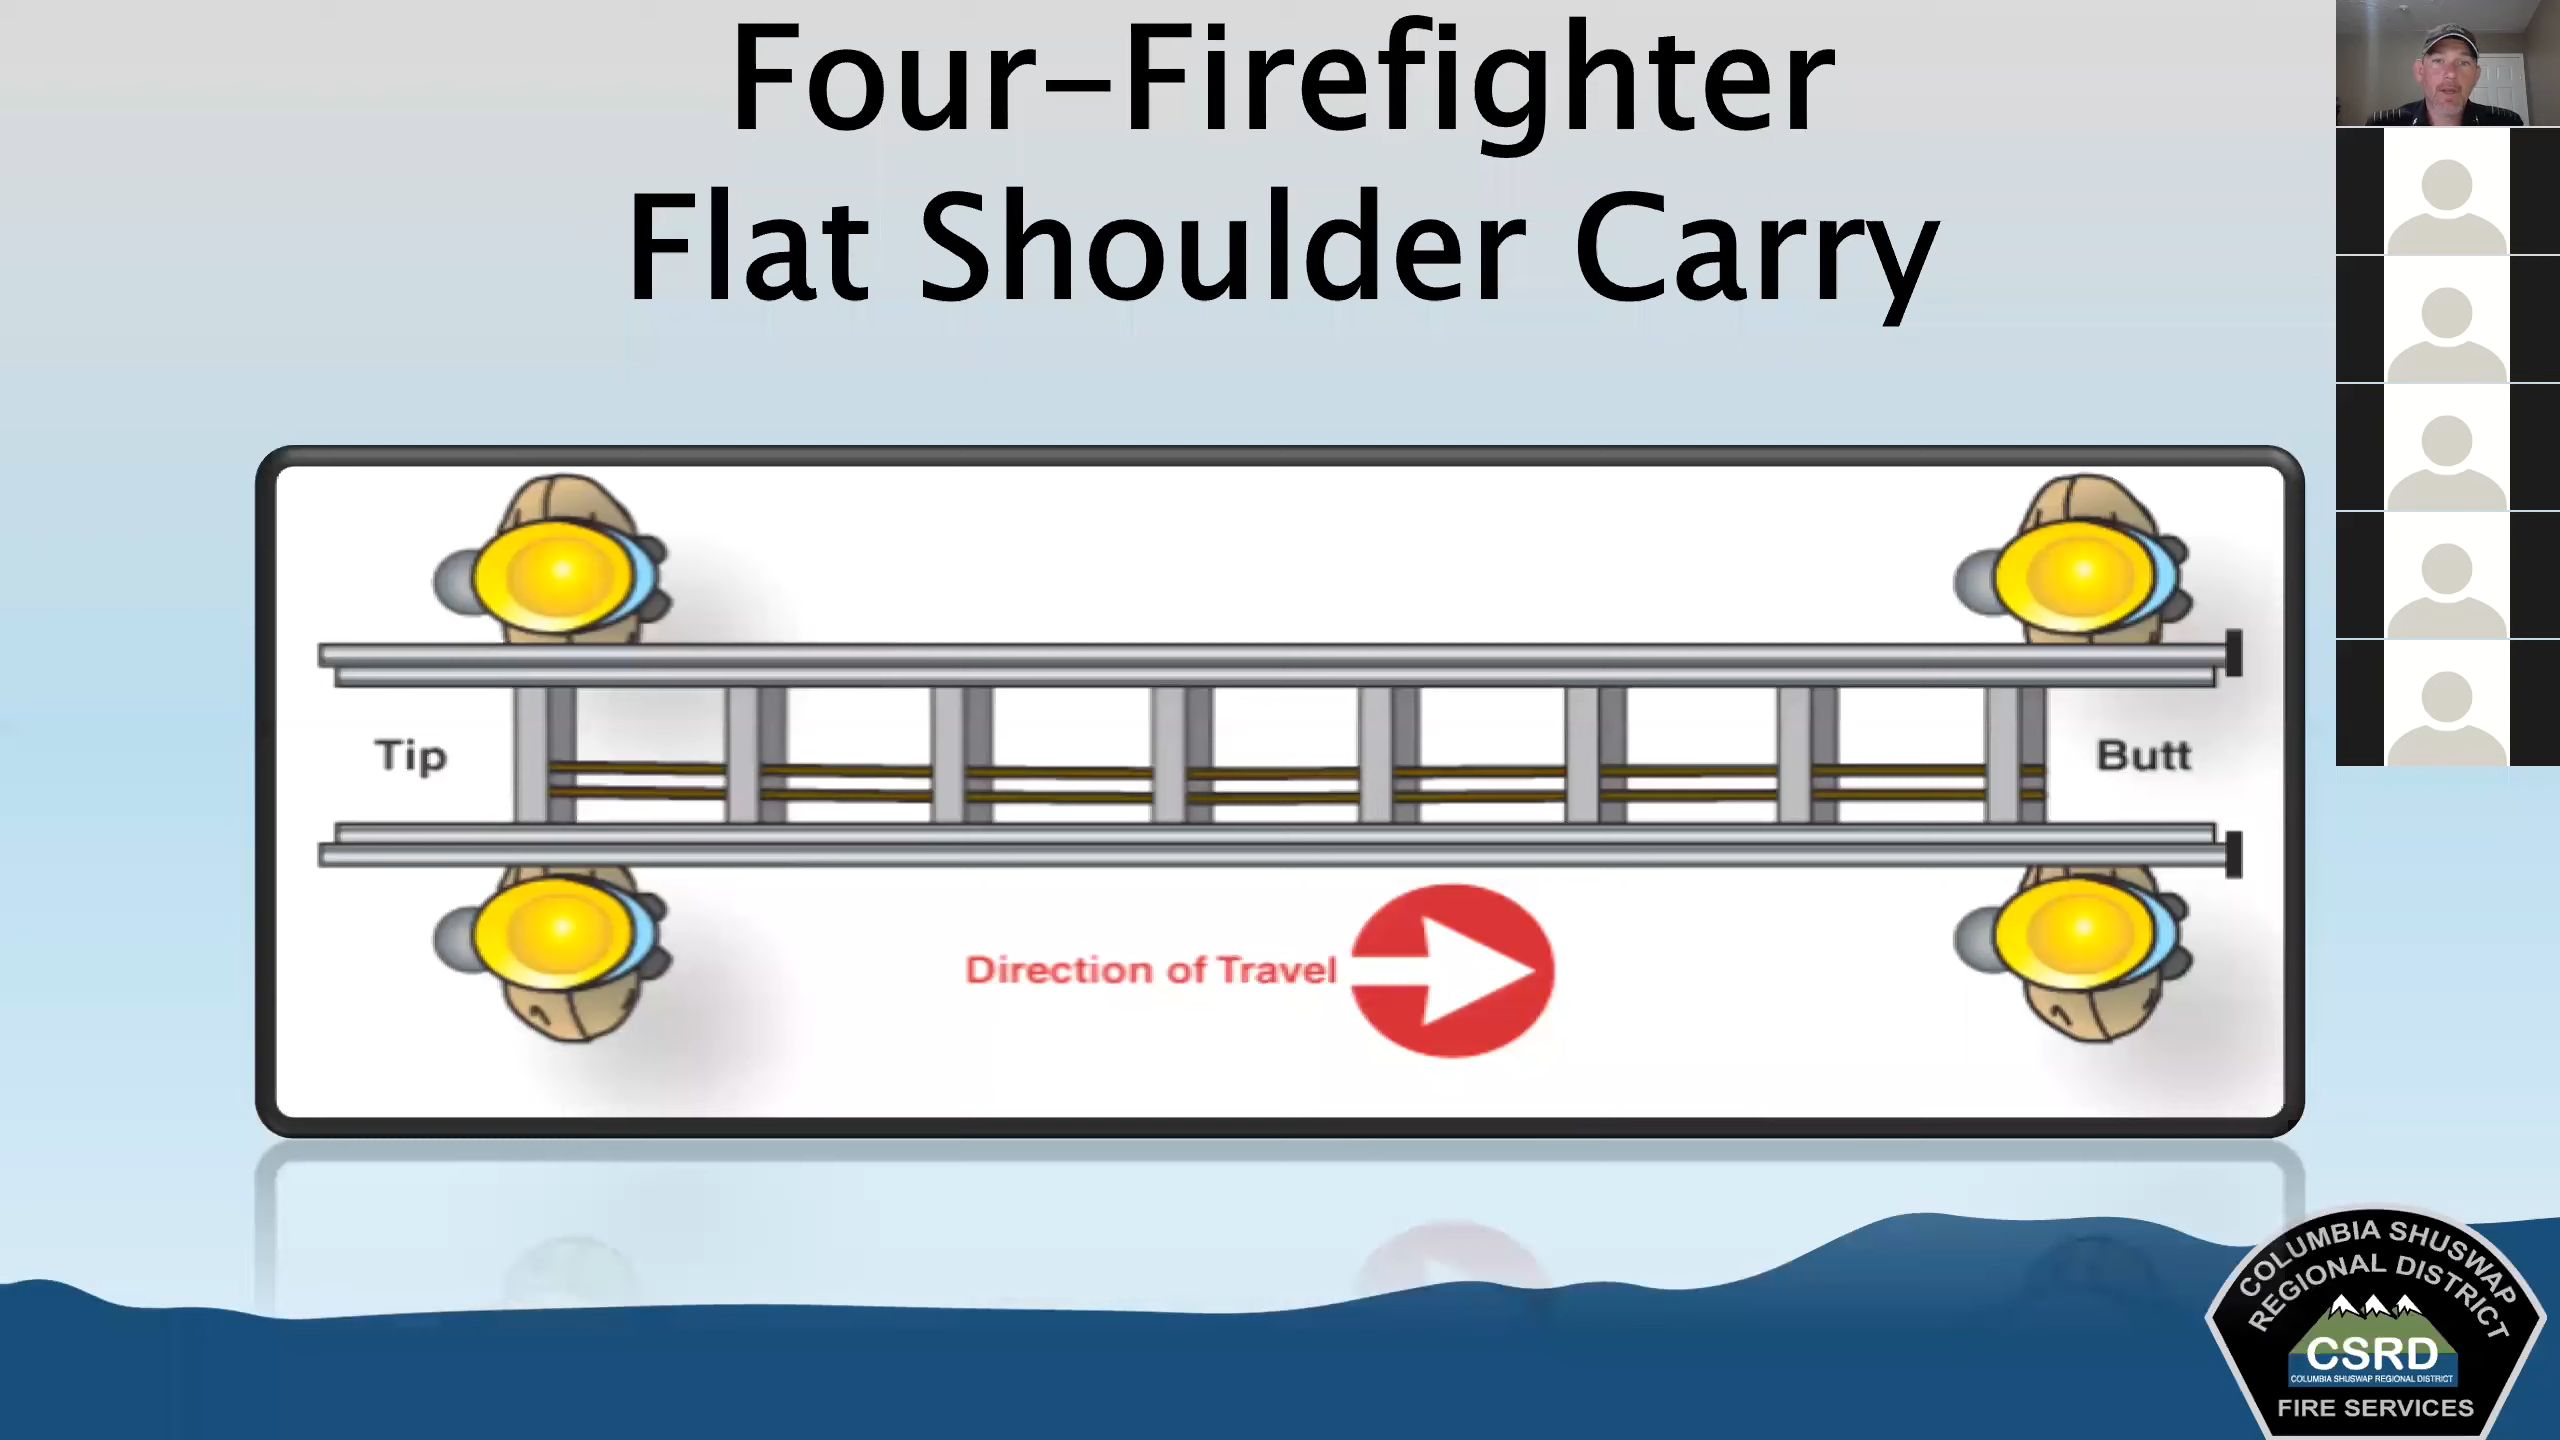 Four-Firefighter
Flat Shoulder Carry
Tip
Butt
Direction of Travel
COLUMBIA SHUSWAP
REGIONAL DISTRICT
CSRD
COLUMBIA SHUSWAP REGIONAL DISTRICT
FIRE SERVICES